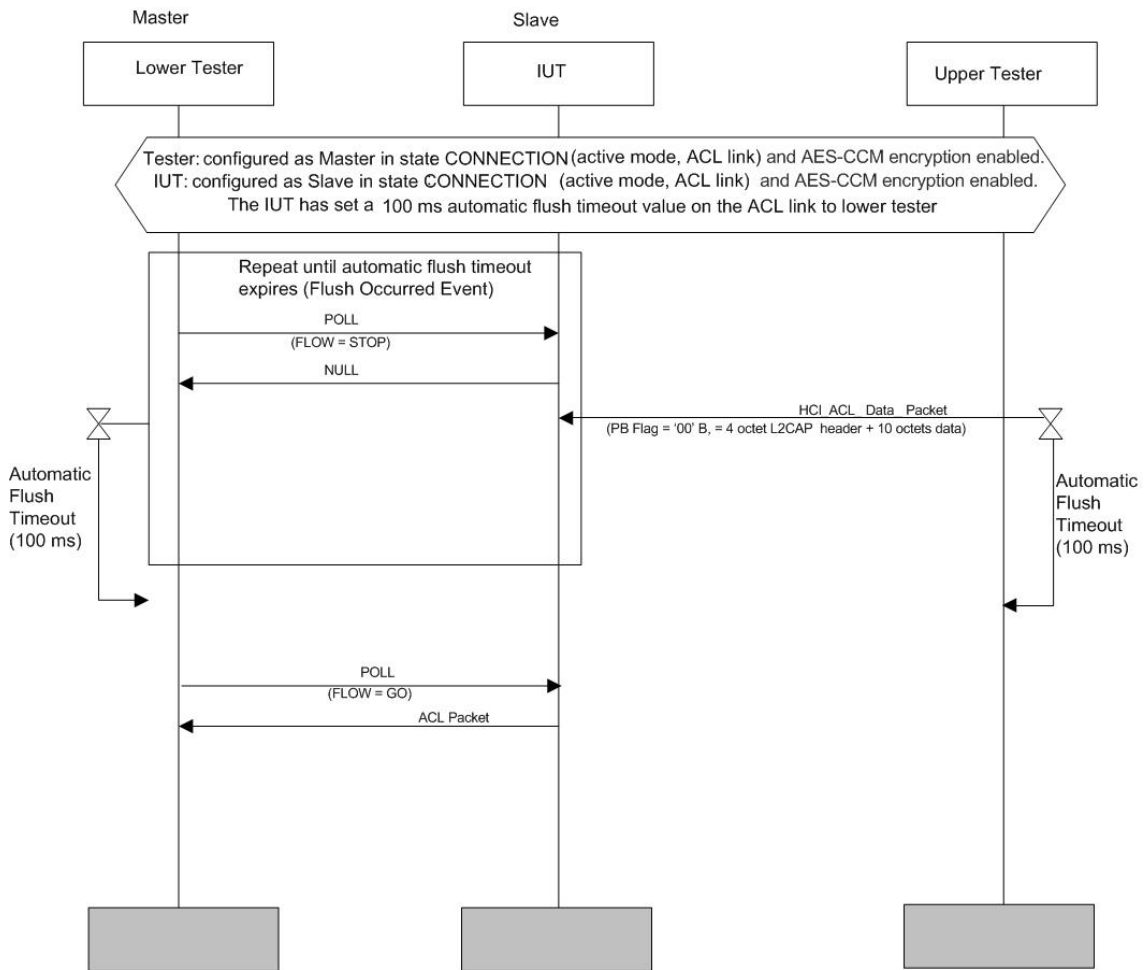 Master
Slave
Lower Tester
IUT
Upper Tester
Tester: configured as Master in state CONNECTION (active mode, ACL link) and AES-CCM encryption enabled.
IUT: configured as Slave in state CONNECTION (active mode, ACL link) and AES-CCM encryption enabled.
The IUT has set a 100 ms automatic flush timeout value on the ACL link to lower tester
Repeat until automatic flush timeout
expires (Flush Occurred Event)
POLL
(FLOW = STOP)
NULL
HCI_ACL_Data_Packet
(PB Flag = '00' B, = 4 octet L2CAP header + 10 octets data)
Automatic
Flush
Timeout
(100 ms)
Automatic
Flush
Timeout
(100 ms)
POLL
(FLOW = GO)
ACL Packet